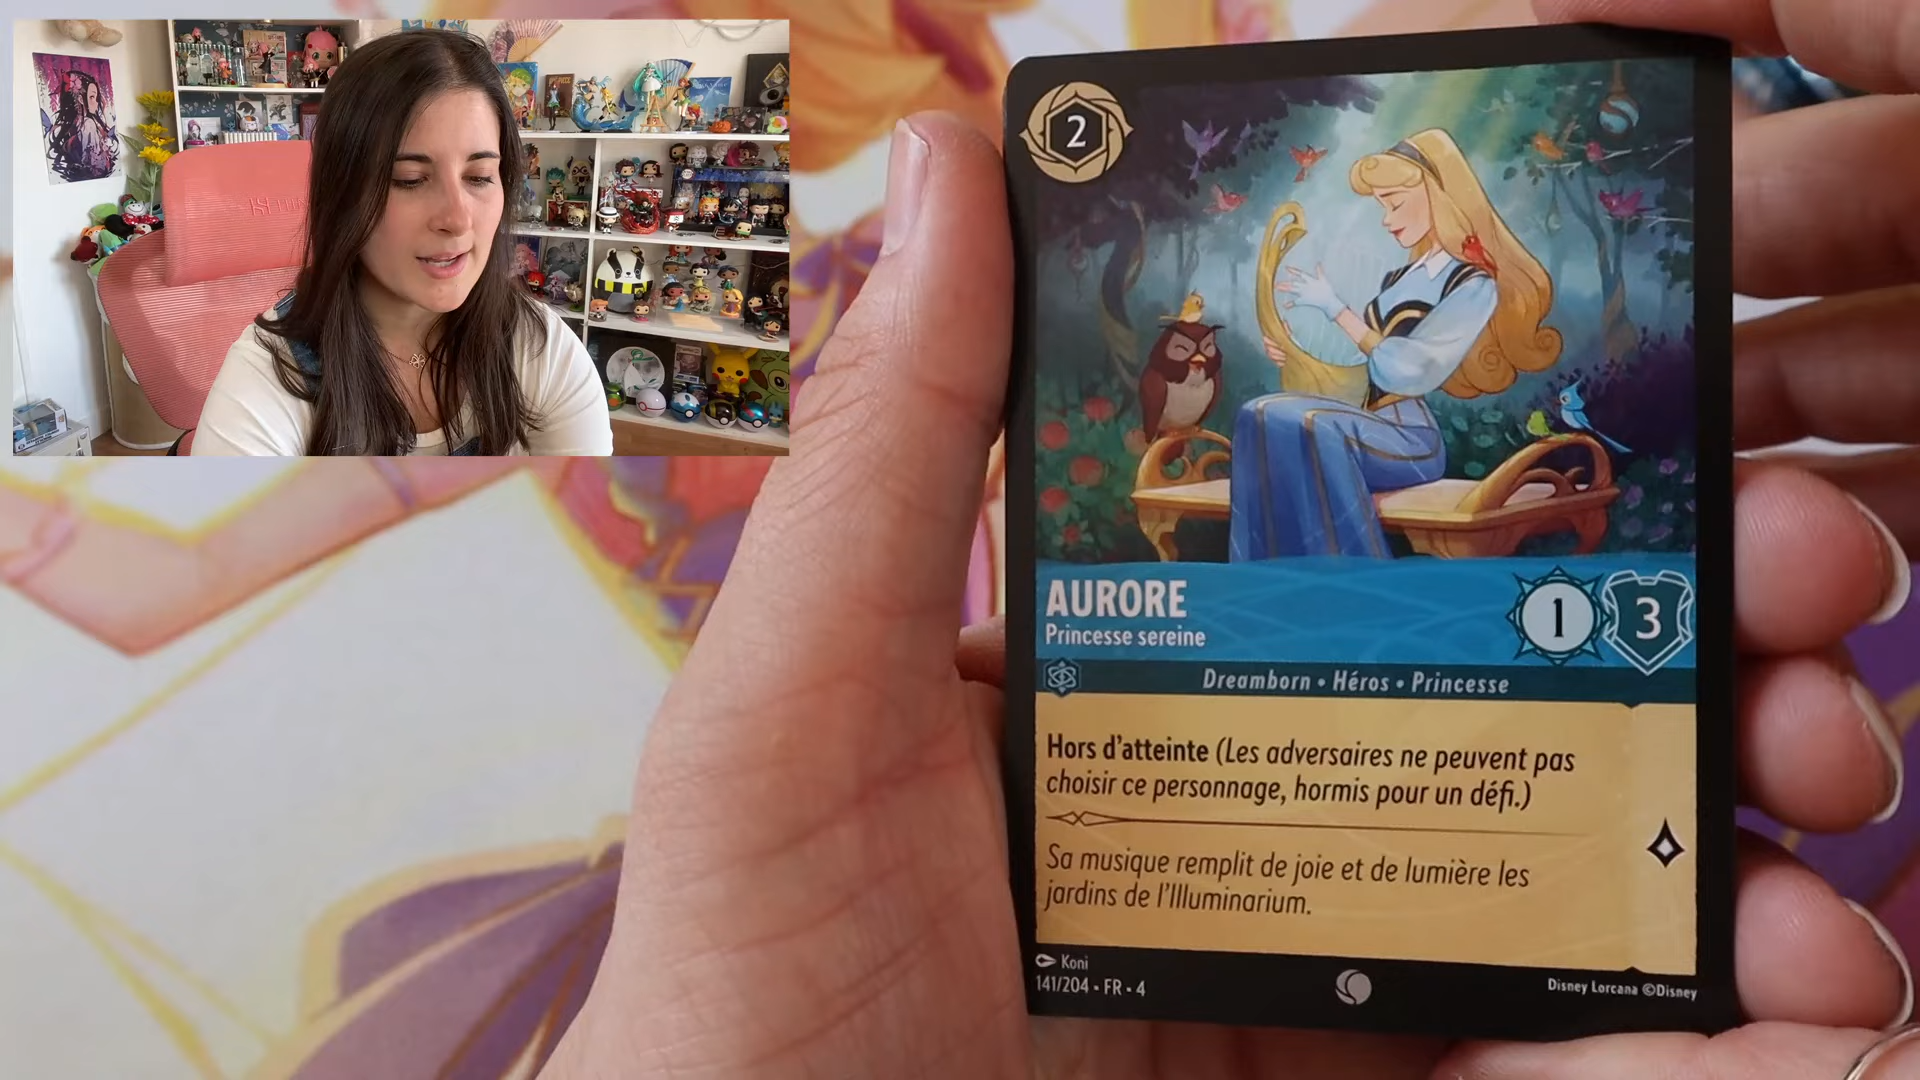 2
AURORE
Princesse sereine
1
3
Dreamborn • Héros • Princesse
Hors d'atteinte (Les adversaires ne peuvent pas
choisir ce personnage, hormis pour un défi.)
Sa musique remplit de joie et de lumière les
jardins de l'Illuminarium.
Koni
141/204 • FR • 4
Disney Lorcana ©Disney